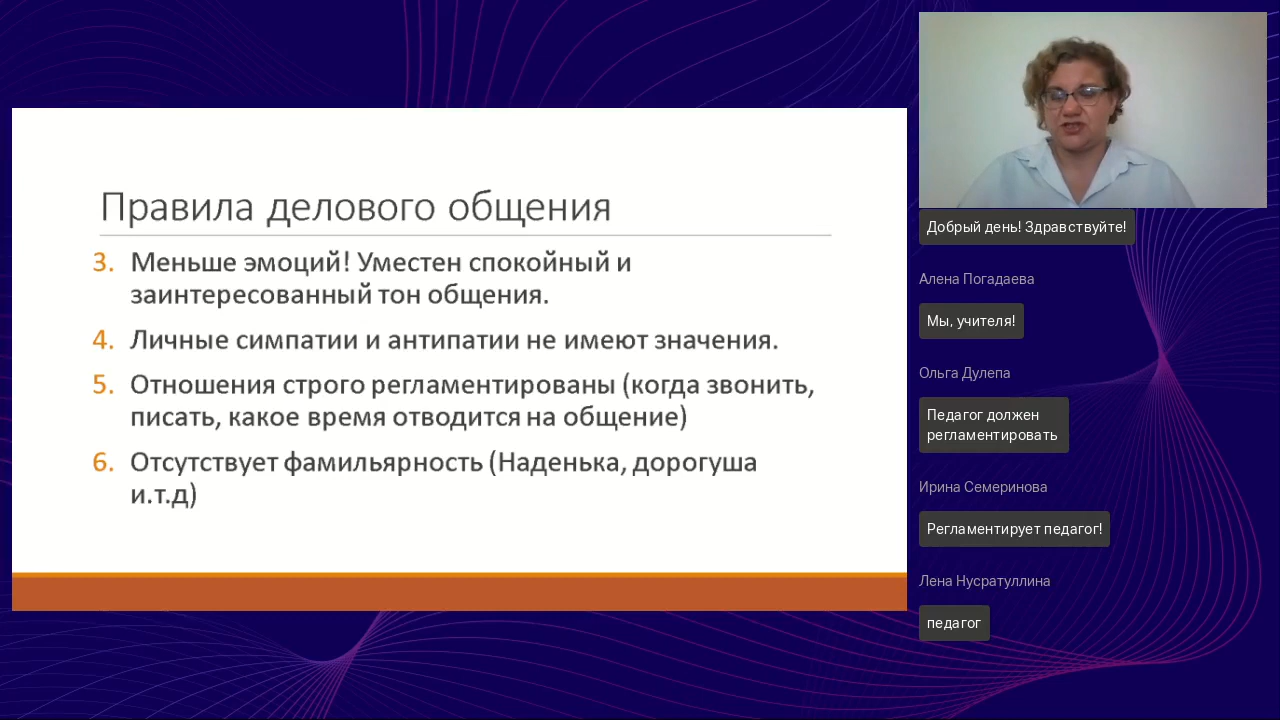 Правила делового общения
3. Меньше эмоций! Уместен спокойный и
заинтересованный тон общения.
4. Личные симпатии и антипатии не имеют значения.
5. Отношения строго регламентированы (когда звонить,
писать, какое время отводится на общение)
6. Отсутствует фамильярность (Наденька, дорогуша
и.т.д)
Добрый день! Здравствуйте!
Алена Погадаева
Мы, учителя!
Ольга Дулепа
Педагог должен
регламентировать
Ирина Семеринова
Регламентирует педагог!
Лена Нусратуллина
педагог